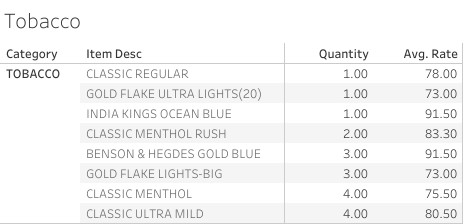 Tobacco
Category Item Desc Quantity Avg. Rate
TOBACCO CLASSIC REGULAR 1.00 78.00
GOLD FLAKE ULTRA LIGHTS(20) 1.00 73.00
INDIA KINGS OCEAN BLUE 1.00 91.50
CLASSIC MENTHOL RUSH 2.00 83.30
BENSON & HEGDES GOLD BLUE 3.00 91.50
GOLD FLAKE LIGHTS-BIG 3.00 73.00
CLASSIC MENTHOL 4.00 75.50
CLASSIC ULTRA MILD 4.00 80.50